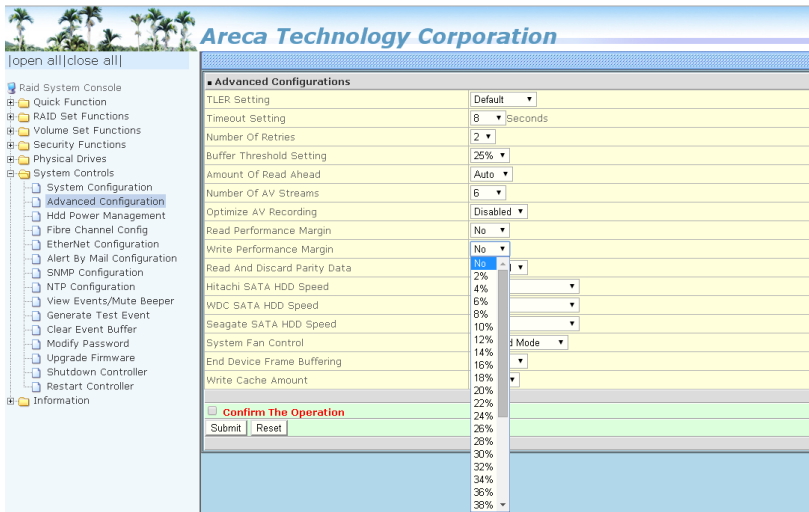 Areca Technology Corporation
|open all|close all|
Raid System Console
Quick Function
RAID Set Functions
Volume Set Functions
Security Functions
Physical Drives
System Controls
System Configuration
Advanced Configuration
Hdd Power Management
Fibre Channel Config
EtherNet Configuration
Alert By Mail Configuration
SNMP Configuration
NTP Configuration
View Events/Mute Beeper
Generate Test Event
Clear Event Buffer
Modify Password
Upgrade Firmware
Shutdown Controller
Restart Controller
Information
Advanced Configurations
TLER Setting Default
Timeout Setting 8 Seconds
Number Of Retries 2
Buffer Threshold Setting 25%
Amount Of Read Ahead Auto
Number Of AV Streams 6
Optimize AV Recording Disabled
Read Performance Margin No
Write Performance Margin No
Read And Discard Parity Data
Hitachi SATA HDD Speed
WDC SATA HDD Speed
Seagate SATA HDD Speed
System Fan Control Mode
End Device Frame Buffering
Write Cache Amount
No
2%
4%
6%
8%
10%
12%
14%
16%
18%
20%
22%
24%
26%
28%
30%
32%
34%
36%
38%
Confirm The Operation
Submit Reset